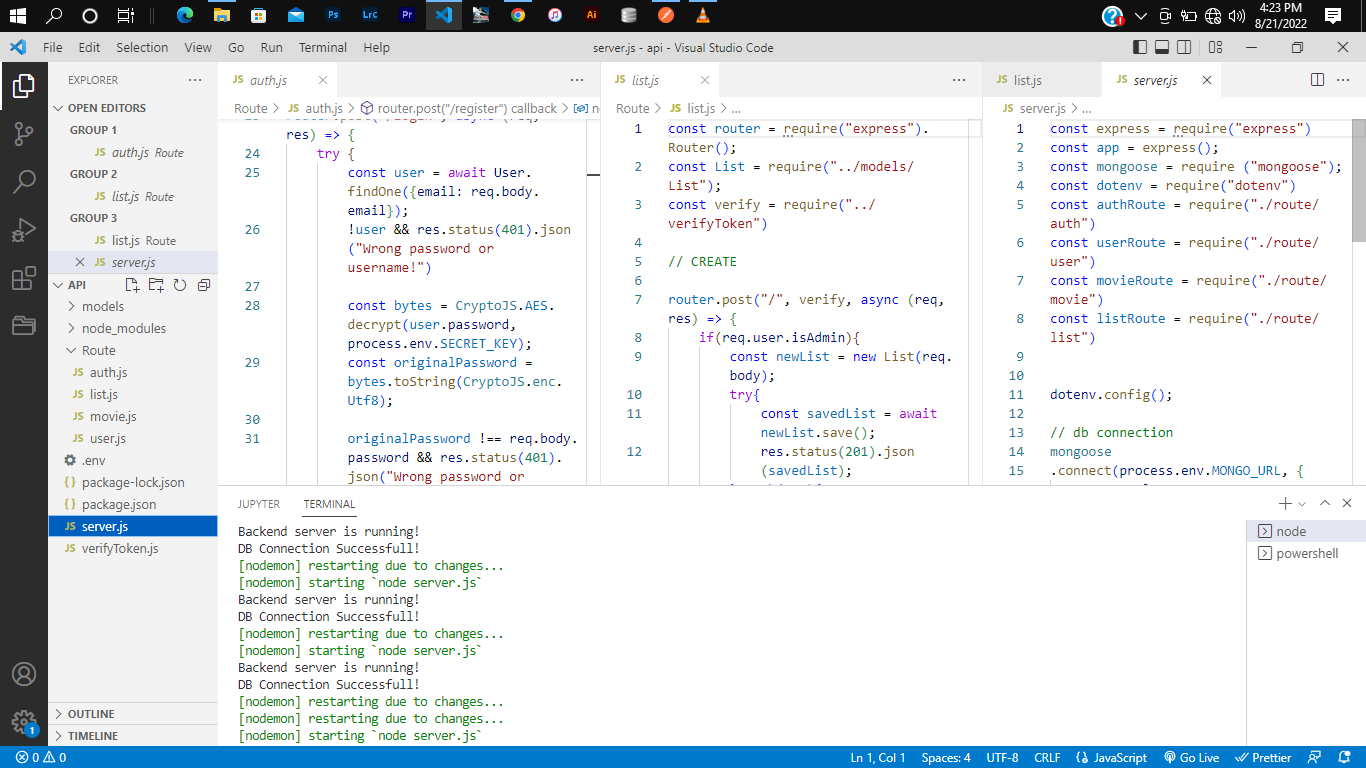 Ps
Lrc
Pr
Ai
4:23 PM
8/21/2022
File Edit Selection View Go Run Terminal Help
server.js - api - Visual Studio Code
EXPLORER
OPEN EDITORS
GROUP 1
JS auth.js Route
GROUP 2
JS list.js Route
GROUP 3
JS list.js Route
JS server.js
API
models
node_modules
Route
JS auth.js
JS list.js
JS movie.js
JS user.js
.env
{} package-lock.json
{} package.json
JS server.js
JS verifyToken.js
OUTLINE
TIMELINE
1
JS auth.js
Route > JS auth.js > router.post("/register") callback >
res) => {
24 try {
25 const user = await User.
findOne({email: req.body.
email});
26 !user && res.status(401).json
("Wrong password or
username!")
27
28 const bytes = CryptoJS.AES.
decrypt(user.password,
process.env.SECRET_KEY);
29 const originalPassword =
bytes.toString(CryptoJS.enc.
Utf8);
30
31 originalPassword !== req.body.
password && res.status(401).
json("Wrong password or
JS list.js
Route > JS list.js > ...
1 const router = require("express").
Router();
2 const List = require("../models/
List");
3 const verify = require("../
verifyToken")
4
5 // CREATE
6
7 router.post("/", verify, async (req,
res) => {
8 if(req.user.isAdmin){
9 const newList = new List(req.
body);
10 try{
11 const savedList = await
newList.save();
12 res.status(201).json
(savedList);
JS list.js
JS server.js
JS server.js > ...
1 const express = require("express")
2 const app = express();
3 const mongoose = require ("mongoose");
4 const dotenv = require("dotenv")
5 const authRoute = require("./route/
auth")
6 const userRoute = require("./route/
user")
7 const movieRoute = require("./route/
movie")
8 const listRoute = require("./route/
list")
9
10
11 dotenv.config();
12
13 // db connection
14 mongoose
15 .connect(process.env.MONGO_URL, {
JUPYTER TERMINAL
Backend server is running!
DB Connection Successfull!
[nodemon] restarting due to changes...
[nodemon] starting `node server.js`
Backend server is running!
DB Connection Successfull!
[nodemon] restarting due to changes...
[nodemon] starting `node server.js`
Backend server is running!
DB Connection Successfull!
[nodemon] restarting due to changes...
[nodemon] restarting due to changes...
[nodemon] starting `node server.js`
node
powershell
0 0
Ln 1, Col 1 Spaces: 4 UTF-8 CRLF {} JavaScript Go Live Prettier